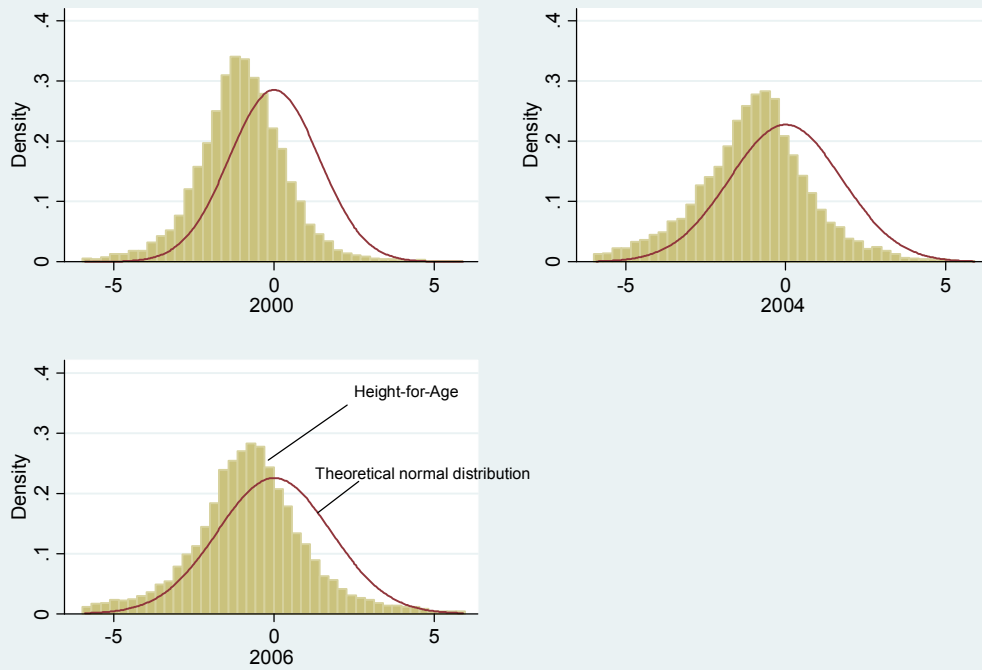 Density
.4
.3
.2
.1
0
-5 0 5
2000
Density
.4
.3
.2
.1
0
-5 0 5
2004
Density
.4
.3
.2
.1
0
Height-for-Age
Theoretical normal distribution
-5 0 5
2006